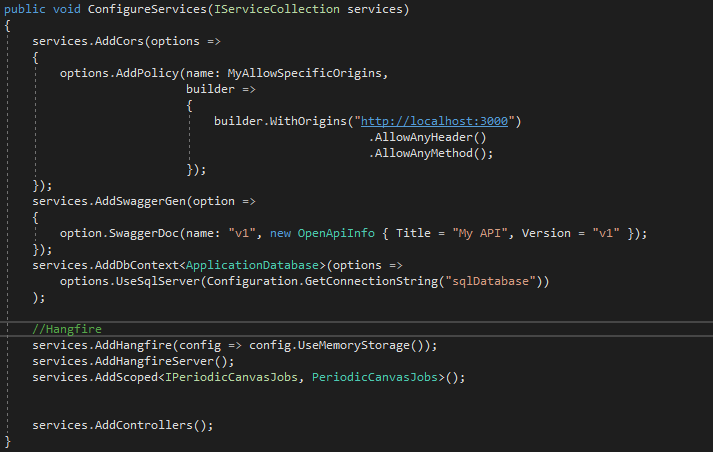 public void ConfigureServices(IServiceCollection services)
{
services.AddCors(options =>
{
options.AddPolicy(name: MyAllowSpecificOrigins,
builder =>
{
builder.WithOrigins("http://localhost:3000")
.AllowAnyHeader()
.AllowAnyMethod();
});
});
services.AddSwaggerGen(option =>
{
option.SwaggerDoc(name: "v1", new OpenApiInfo { Title = "My API", Version = "v1" });
});
services.AddDbContext<ApplicationDatabase>(options =>
options.UseSqlServer(Configuration.GetConnectionString("sqlDatabase"))
);
//Hangfire
services.AddHangfire(config => config.UseMemoryStorage());
services.AddHangfireServer();
services.AddScoped<IPeriodicCanvasJobs, PeriodicCanvasJobs>();
services.AddControllers();
}